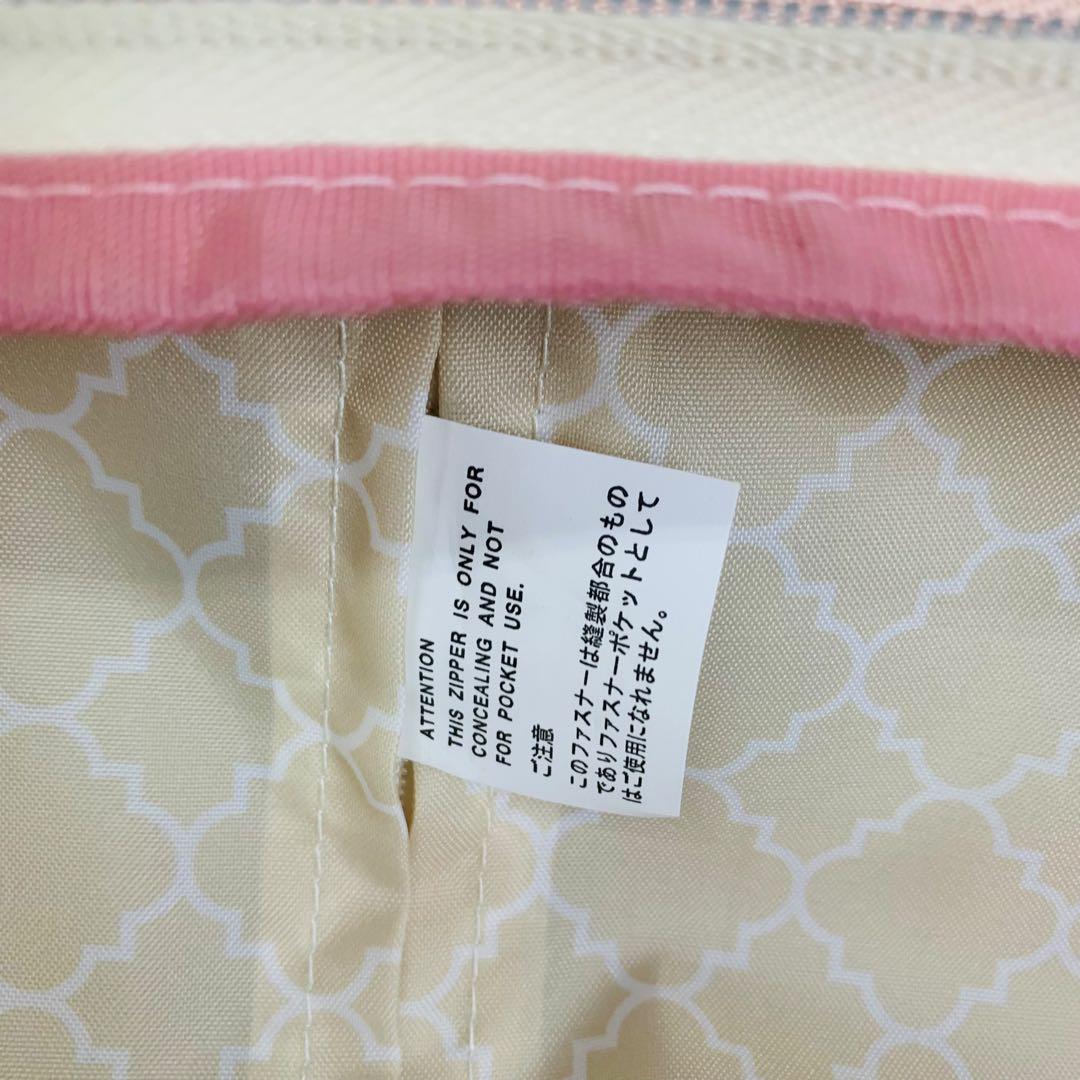 ATTENTION
THIS ZIPPER IS ONLY FOR
CONCEALING AND NOT
FOR POCKET USE.
ご注意
このファスナーは縫製都合のもの
でありファスナーポケットとして
はご使用になれません。